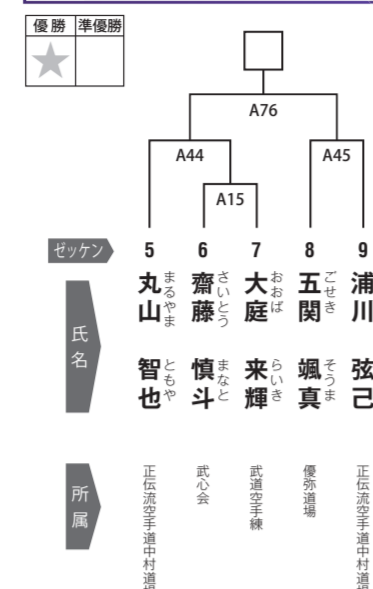 優勝 準優勝
A76
A44 A45
A15
ゼッケン 5 6 7 8 9
氏名
丸山 智也
まるやま ともや
齋藤 慎斗
さいとう まなと
大庭 来輝
おおば らいき
五関 颯真
ごせき そうま
浦川 弦己
所属
正伝流空手道中村道場
武心会
武道空手練
優弥道場
正伝流空手道中村道場